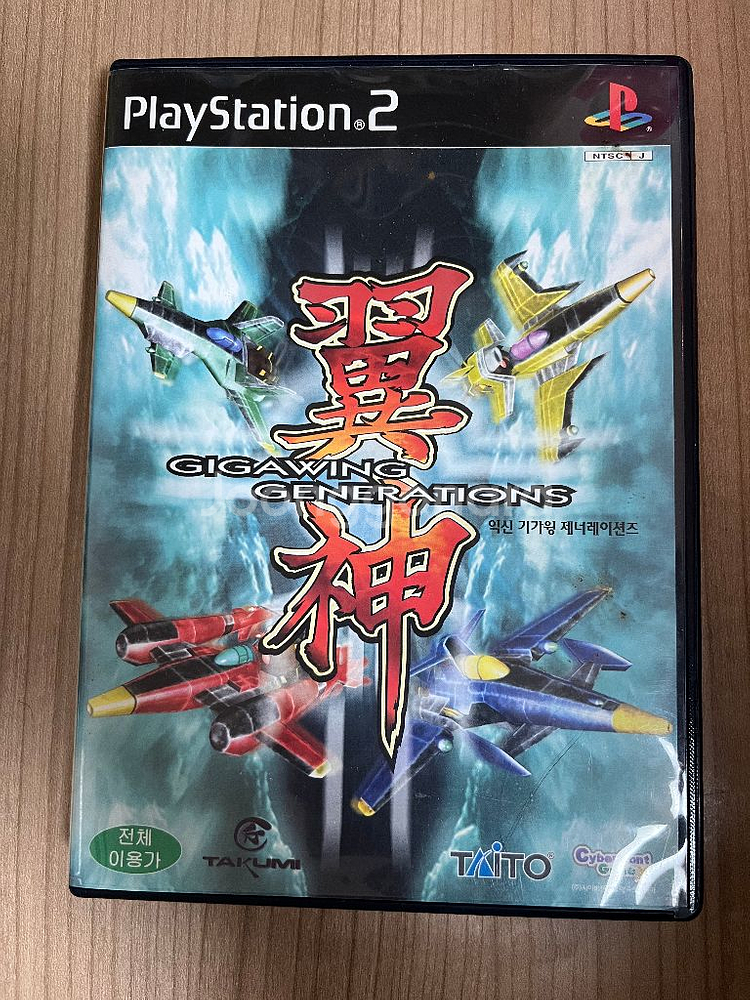 PlayStation®2
NTSC J
翼
GIGAWING
GENERATIONS
익신 기가윙 제너레이션즈
神
전체
이용가
TAKUMI
TAITO®